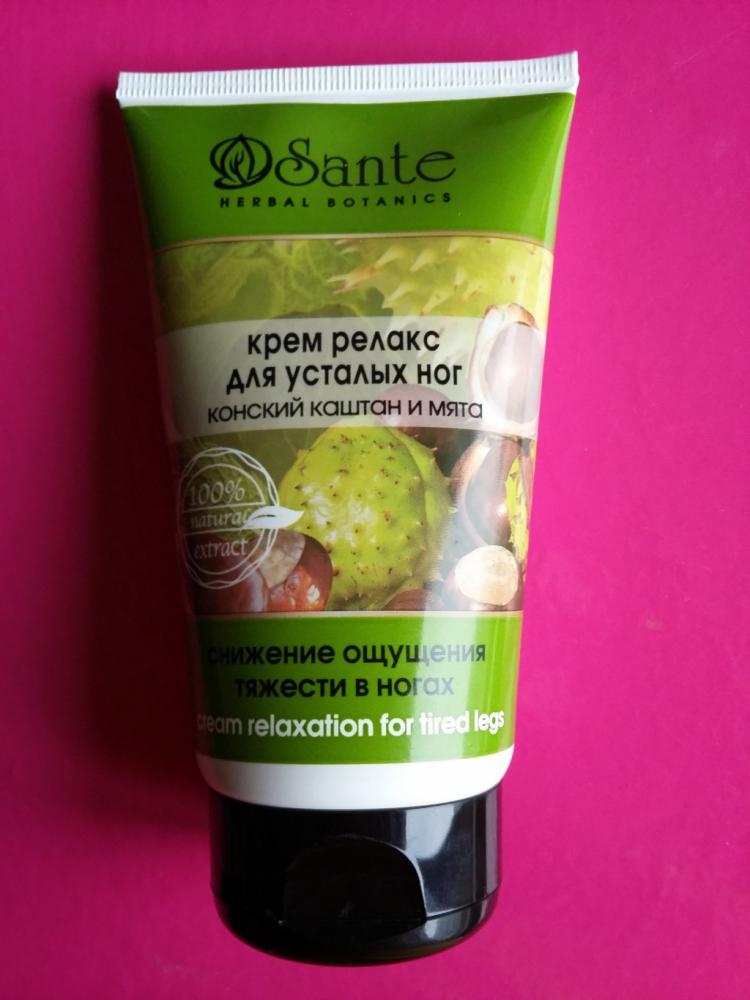 Sante
HERBAL BOTANICS
крем релакс
для усталых ног
конский каштан и мята
100%
natural
extract
снижение ощущения
тяжести в ногах
cream relaxation for tired legs